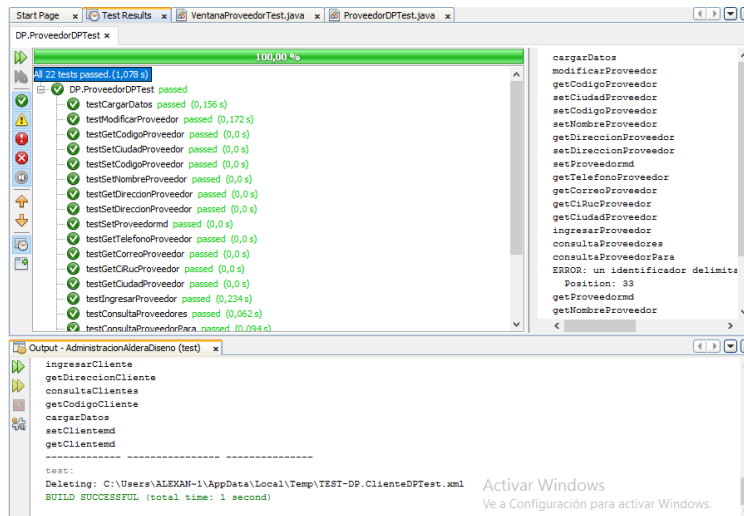 Start Page x Test Results x VentanaProveedorTest.java x ProveedorDPTest.java x
DP.ProveedorDPTest x
100,00 %
All 22 tests passed.(1,078 s)
DP.ProveedorDPTest passed
testCargarDatos passed (0,156 s)
testModificarProveedor passed (0,172 s)
testGetCodigoProveedor passed (0,0 s)
testSetCiudadProveedor passed (0,0 s)
testSetCodigoProveedor passed (0,0 s)
testSetNombreProveedor passed (0,0 s)
testGetDireccionProveedor passed (0,0 s)
testSetDireccionProveedor passed (0,0 s)
testSetProveedormd passed (0,0 s)
testGetTelefonoProveedor passed (0,0 s)
testGetCorreoProveedor passed (0,0 s)
testGetCiRucProveedor passed (0,0 s)
testGetCiudadProveedor passed (0,0 s)
testIngresarProveedor passed (0,234 s)
testConsultaProveedores passed (0,062 s)
testConsultaProveedorPara passed (0,094 s)
cargarDatos
modificarProveedor
getCodigoProveedor
setCiudadProveedor
setCodigoProveedor
setNombreProveedor
getDireccionProveedor
setDireccionProveedor
setProveedormd
getTelefonoProveedor
getCorreoProveedor
getCiRucProveedor
getCiudadProveedor
ingresarProveedor
consultaProveedores
consultaProveedorPara
ERROR: un identificador delimita
Position: 33
getProveedormd
getNombreProveedor
Output - AdministracionAlderaDiseno (test) x
ingresarCliente
getDireccionCliente
consultaClientes
getCodigoCliente
cargarDatos
setClientemd
getClientemd
------------- ---------------- ---------------
test:
Deleting: C:\Users\ALEXAN~1\AppData\Local\Temp\TEST-DP.ClienteDPTest.xml
BUILD SUCCESSFUL (total time: 1 second)
Activar Windows
Ve a Configuración para activar Windows.